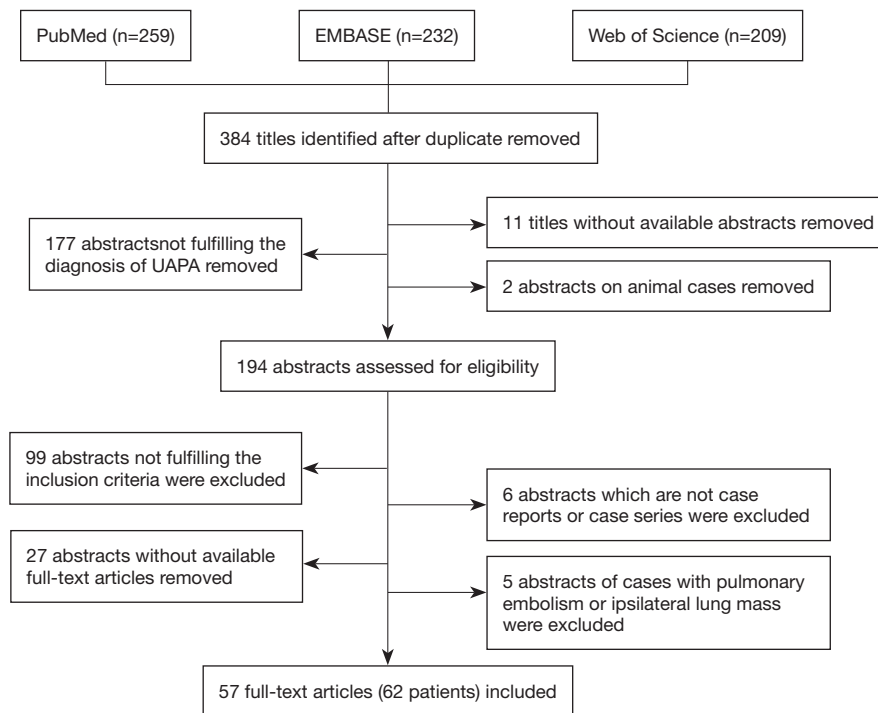 PubMed (n=259)
EMBASE (n=232)
Web of Science (n=209)
384 titles identified after duplicate removed
11 titles without available abstracts removed
177 abstractsnot fulfilling the
diagnosis of UAPA removed
2 abstracts on animal cases removed
194 abstracts assessed for eligibility
99 abstracts not fulfilling the
inclusion criteria were excluded
6 abstracts which are not case
reports or case series were excluded
27 abstracts without available
full-text articles removed
5 abstracts of cases with pulmonary
embolism or ipsilateral lung mass
were excluded
57 full-text articles (62 patients) included